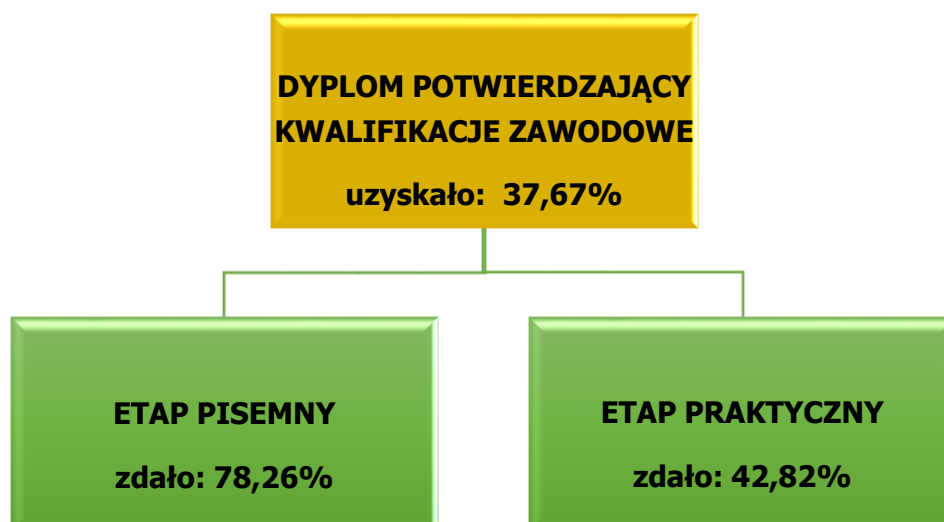 DYPLOM POTWIERDZAJĄCY
KWALIFIKACJE ZAWODOWE
uzyskało: 37,67%
ETAP PISEMNY
zdało: 78,26%
ETAP PRAKTYCZNY
zdało: 42,82%